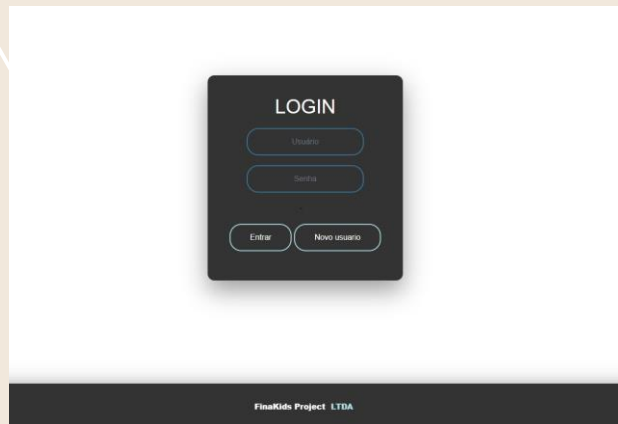 LOGIN
Usuário
Senha
Entrar Novo usuario
FinaKids Project LTDA